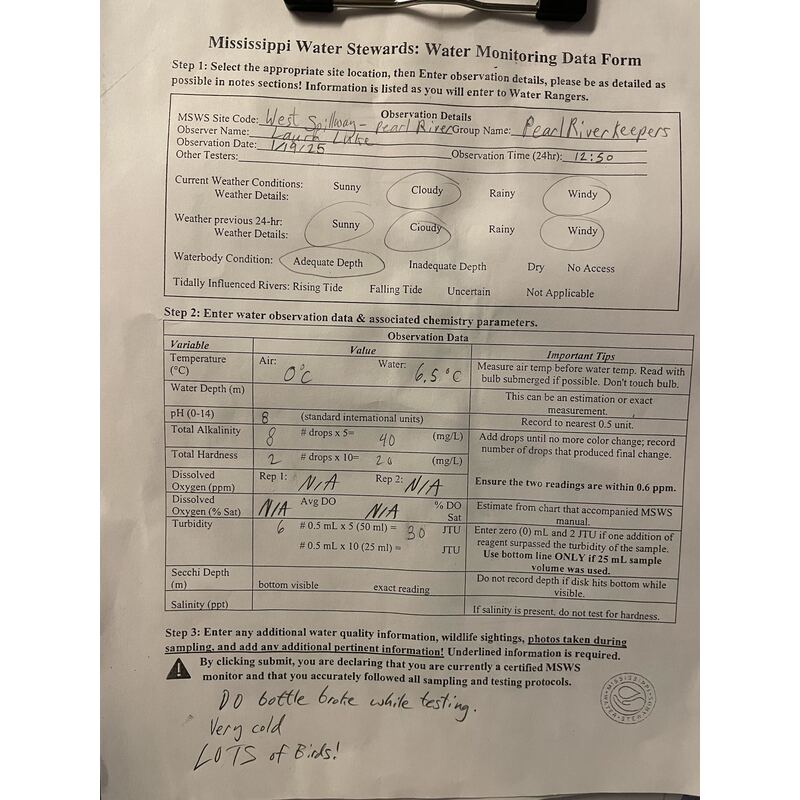 Mississippi Water Stewards: Water Monitoring Data Form
Step 1: Select the appropriate site location, then Enter observation details, please be as detailed as
possible in notes sections! Information is listed as you will enter to Water Rangers.
Observation Details
MSWS Site Code: West Spillway - Pearl River Group Name: PearlRiverkeepers
Observer Name: Laura Luke
Observation Date: 1/19/25 Observation Time (24hr): 12:50
Other Testers:
Current Weather Conditions: Sunny Cloudy Rainy Windy
Weather Details:
Weather previous 24-hr: Sunny Cloudy Rainy Windy
Weather Details:
Waterbody Condition: Adequate Depth Inadequate Depth Dry No Access
Tidally Influenced Rivers: Rising Tide Falling Tide Uncertain Not Applicable
Step 2: Enter water observation data & associated chemistry parameters.
Observation Data
Variable Value Important Tips
Temperature Air: 0°C Water: 6.5°C Measure air temp before water temp. Read with
(°C) bulb submerged if possible. Don't touch bulb.
Water Depth (m) This can be an estimation or exact
measurement.
pH (0-14) 8 (standard international units) Record to nearest 0.5 unit.
Total Alkalinity 8 # drops x 5= 40 (mg/L) Add drops until no more color change; record
number of drops that produced final change.
Total Hardness 2 # drops x 10= 20 (mg/L)
Dissolved Rep 1: N/A Rep 2: N/A Ensure the two readings are within 0.6 ppm.
Oxygen (ppm)
Dissolved N/A Avg DO N/A % DO Estimate from chart that accompanied MSWS
Oxygen (% Sat) Sat manual.
Turbidity 6 # 0.5 mL x 5 (50 ml) = 30 JTU Enter zero (0) mL and 2 JTU if one addition of
reagent surpassed the turbidity of the sample.
# 0.5 mL x 10 (25 ml) = JTU Use bottom line ONLY if 25 mL sample
volume was used.
Secchi Depth bottom visible exact reading Do not record depth if disk hits bottom while
(m) visible.
Salinity (ppt) If salinity is present, do not test for hardness.
Step 3: Enter any additional water quality information, wildlife sightings, photos taken during
sampling, and add any additional pertinent information! Underlined information is required.
By clicking submit, you are declaring that you are currently a certified MSWS
monitor and that you accurately followed all sampling and testing protocols.
DO bottle broke while testing.
Very cold
LOTS of Birds!